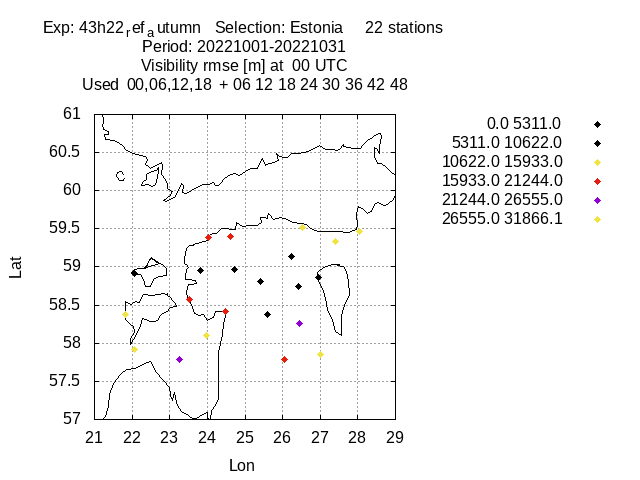 Exp: 43h22refautumn Selection: Estonia 22 stations
Period: 20221001-20221031
Visibility rmse [m] at 00 UTC
Used 00,06,12,18 + 06 12 18 24 30 36 42 48
0.0 5311.0
5311.0 10622.0
10622.0 15933.0
15933.0 21244.0
21244.0 26555.0
26555.0 31866.1
61
60.5
60
59.5
59
58.5
58
57.5
57
Lat
21 22 23 24 25 26 27 28 29
Lon